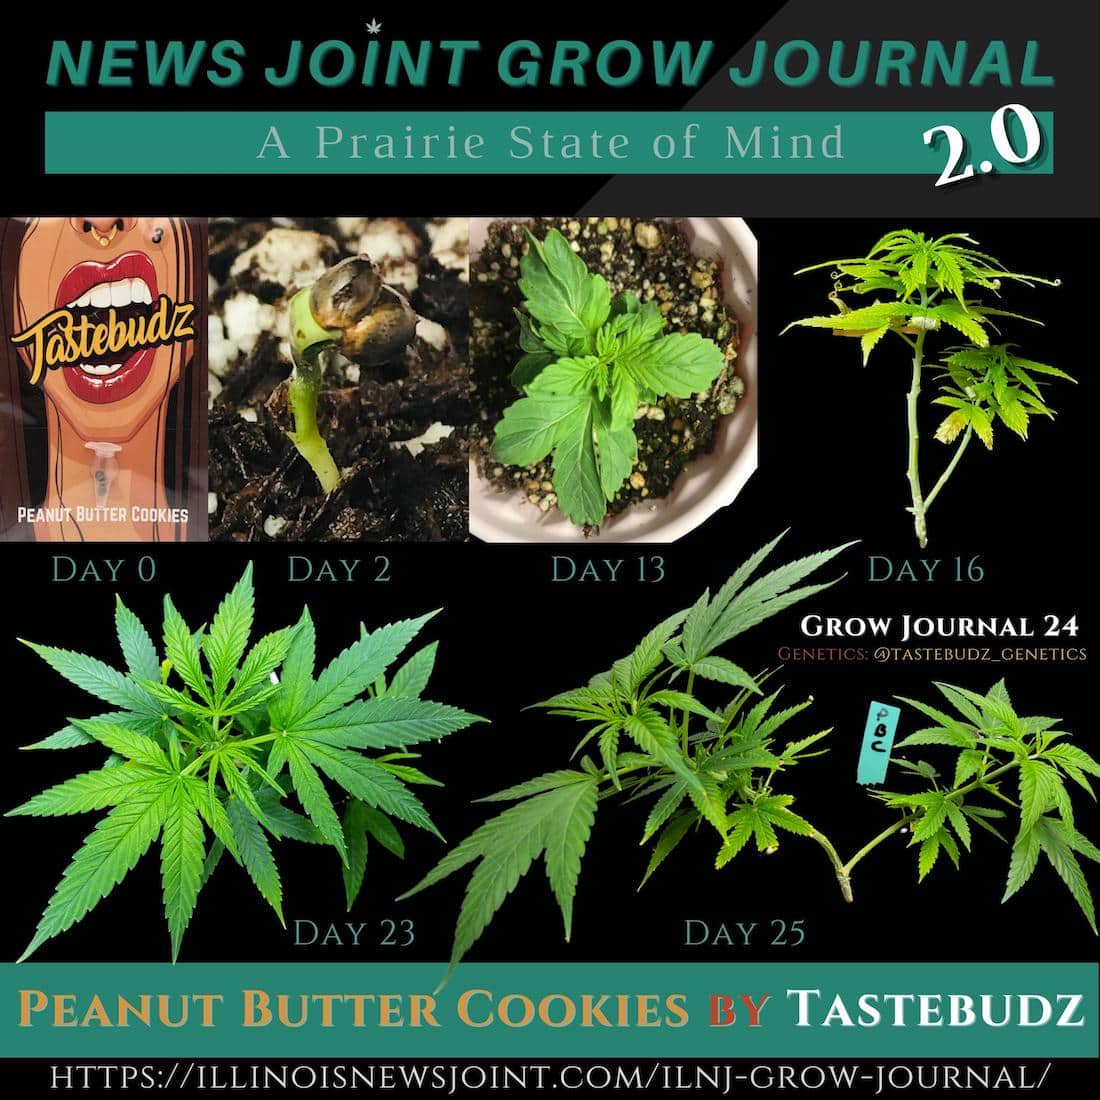 NEWS JOINT GROW JOURNAL
A Prairie State of Mind
2.0
3
Tastebudz
Peanut Butter Cookies
Day 0
Day 2
Day 13
Day 16
Grow Journal 24
Genetics: @tastebudz_genetics
PBC
Day 23
Day 25
Peanut Butter Cookies by Tastebudz
https://illinoisnewsjoint.com/ilnj-grow-journal/